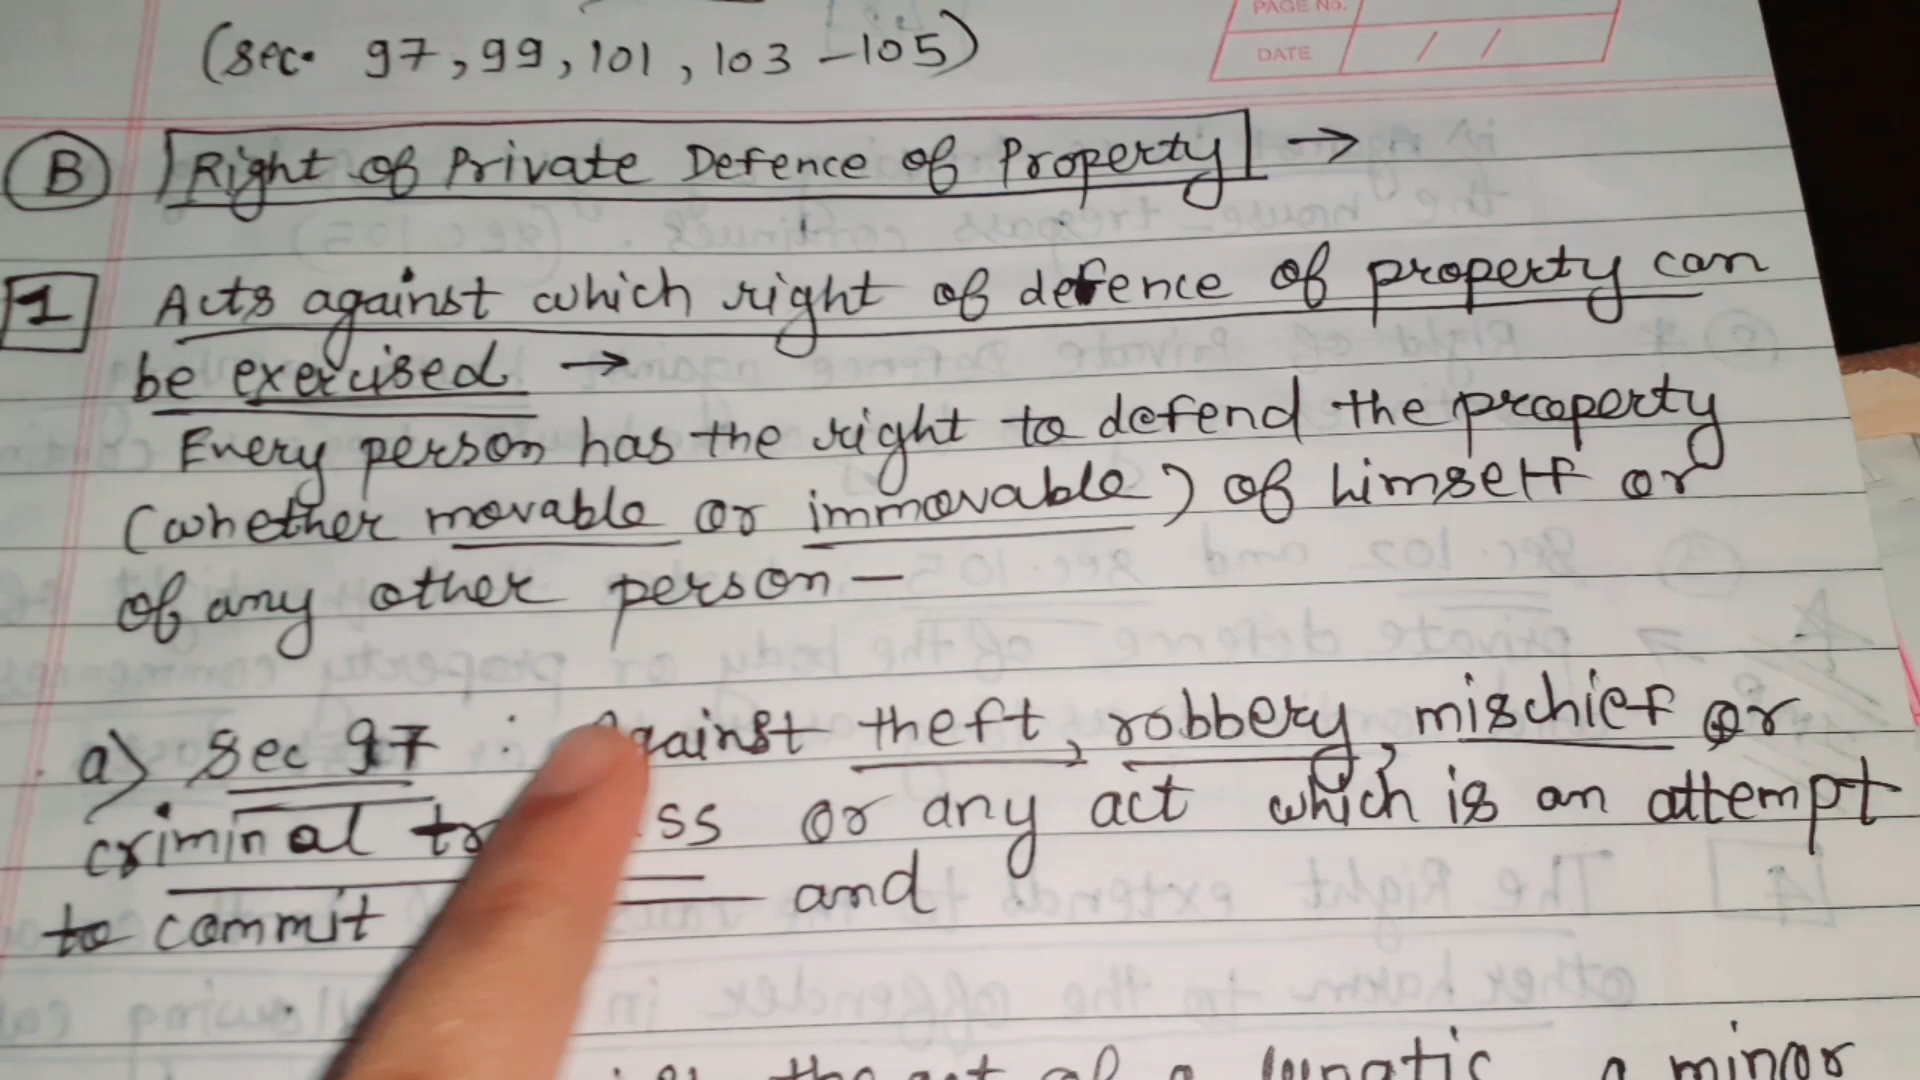 PAGE No.
(sec. 97, 99, 101, 103 - 105)
DATE / /
B Right of Private Defence of Property →
1 Acts against which right of defence of property can
be exercised →
Every person has the right to defend the property
(whether movable or immovable) of himself or
of any other person —
a) Sec 97 : Against theft, robbery, mischief or
criminal or any act which is an attempt
to commit and
the act of a lunatic, a minor